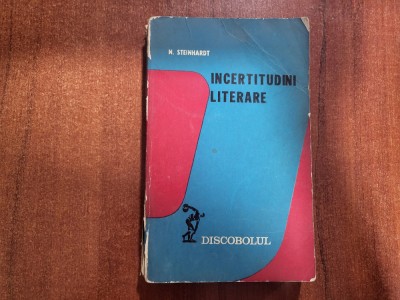 N. STEINHARDT
INCERTITUDINI
LITERARE
DISCOBOLUL